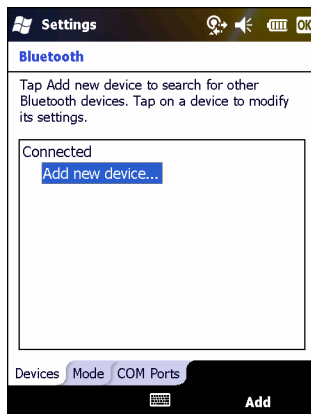 Settings
OK
Bluetooth
Tap Add new device to search for other
Bluetooth devices. Tap on a device to modify
its settings.
Connected
Add new device...
Devices Mode COM Ports
Add